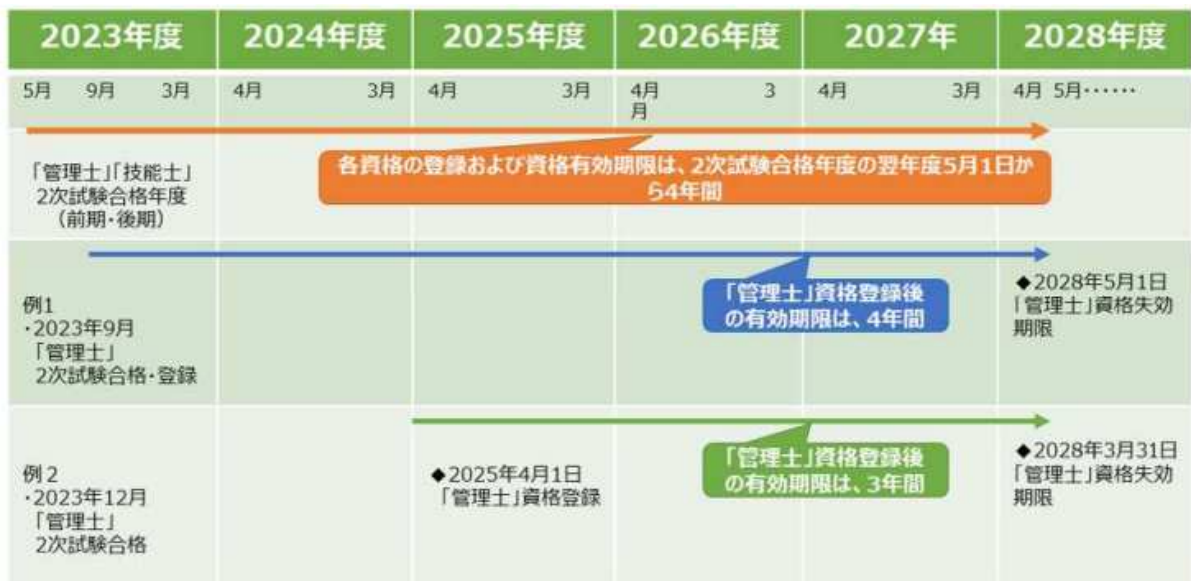 2023年度 2024年度 2025年度 2026年度 2027年 2028年度
5月 9月 3月 4月 3月 4月 3月 4月 3 4月 3月 4月 5月‥‥‥
月
各資格の登録および資格有効期限は、2次試験合格年度の翌年度5月1日か
ら4年間
「管理士」「技能士」
2次試験合格年度
(前期・後期)
「管理士」資格登録後
の有効期限は、4年間
例1
・2023年9月
「管理士」
2次試験合格・登録
◆2028年5月1日
「管理士」資格失効
期限
「管理士」資格登録後
の有効期限は、3年間
例2
・2023年12月
「管理士」
2次試験合格
◆2025年4月1日
「管理士」資格登録
◆2028年3月31日
「管理士」資格失効
期限